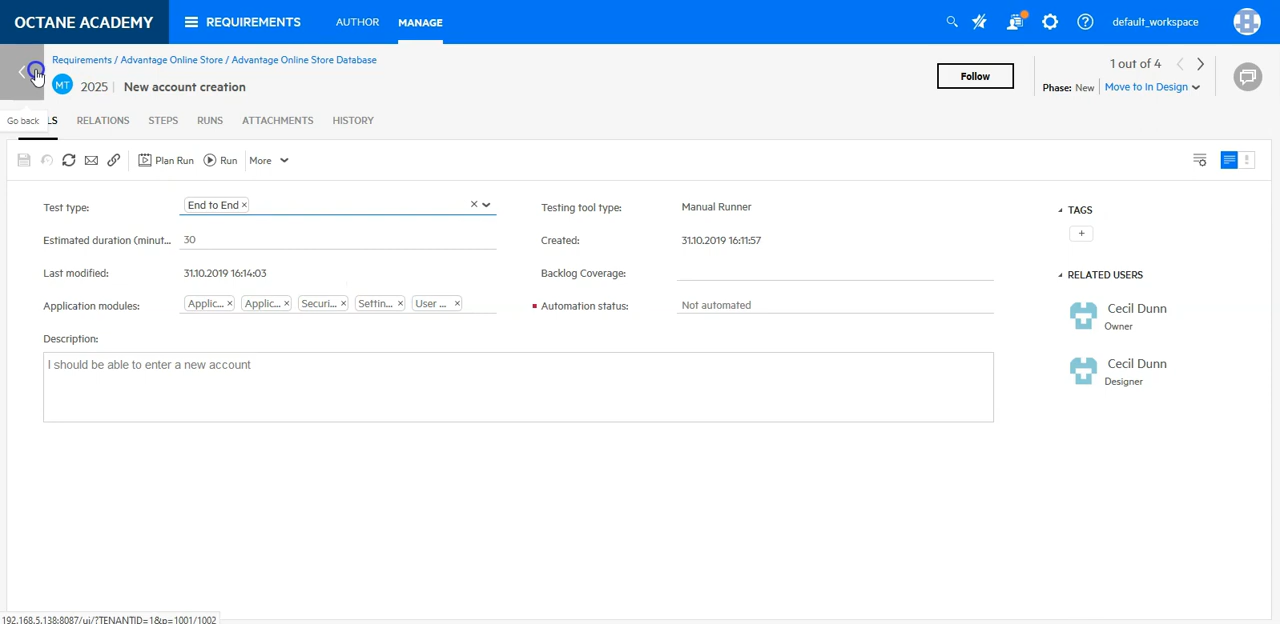 OCTANE ACADEMY REQUIREMENTS AUTHOR MANAGE default_workspace
Requirements / Advantage Online Store / Advantage Online Store Database
1 out of 4
MT 2025 New account creation
Follow
Phase: New Move to In Design
Go back
LS RELATIONS STEPS RUNS ATTACHMENTS HISTORY
Plan Run Run More
Test type: End to End ×
Testing tool type: Manual Runner
TAGS
+
Estimated duration (minut... 30
Created: 31.10.2019 16:11:57
Last modified: 31.10.2019 16:14:03
Backlog Coverage:
RELATED USERS
Application modules: Applic... × Applic... × Securi... × Settin... × User ... ×
Automation status: Not automated
Cecil Dunn
Owner
Description:
I should be able to enter a new account
Cecil Dunn
Designer
192.168.5.138:8087/ui/?TENANTID=1&p=1001/1002